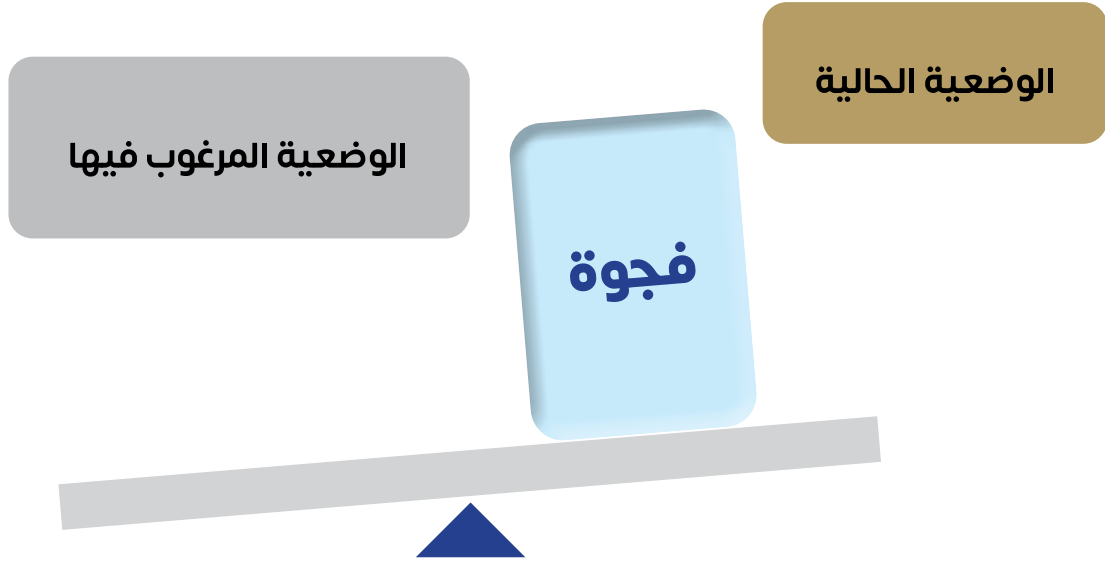 الوضعية الحالية
الوضعية المرغوب فيها
فجوة